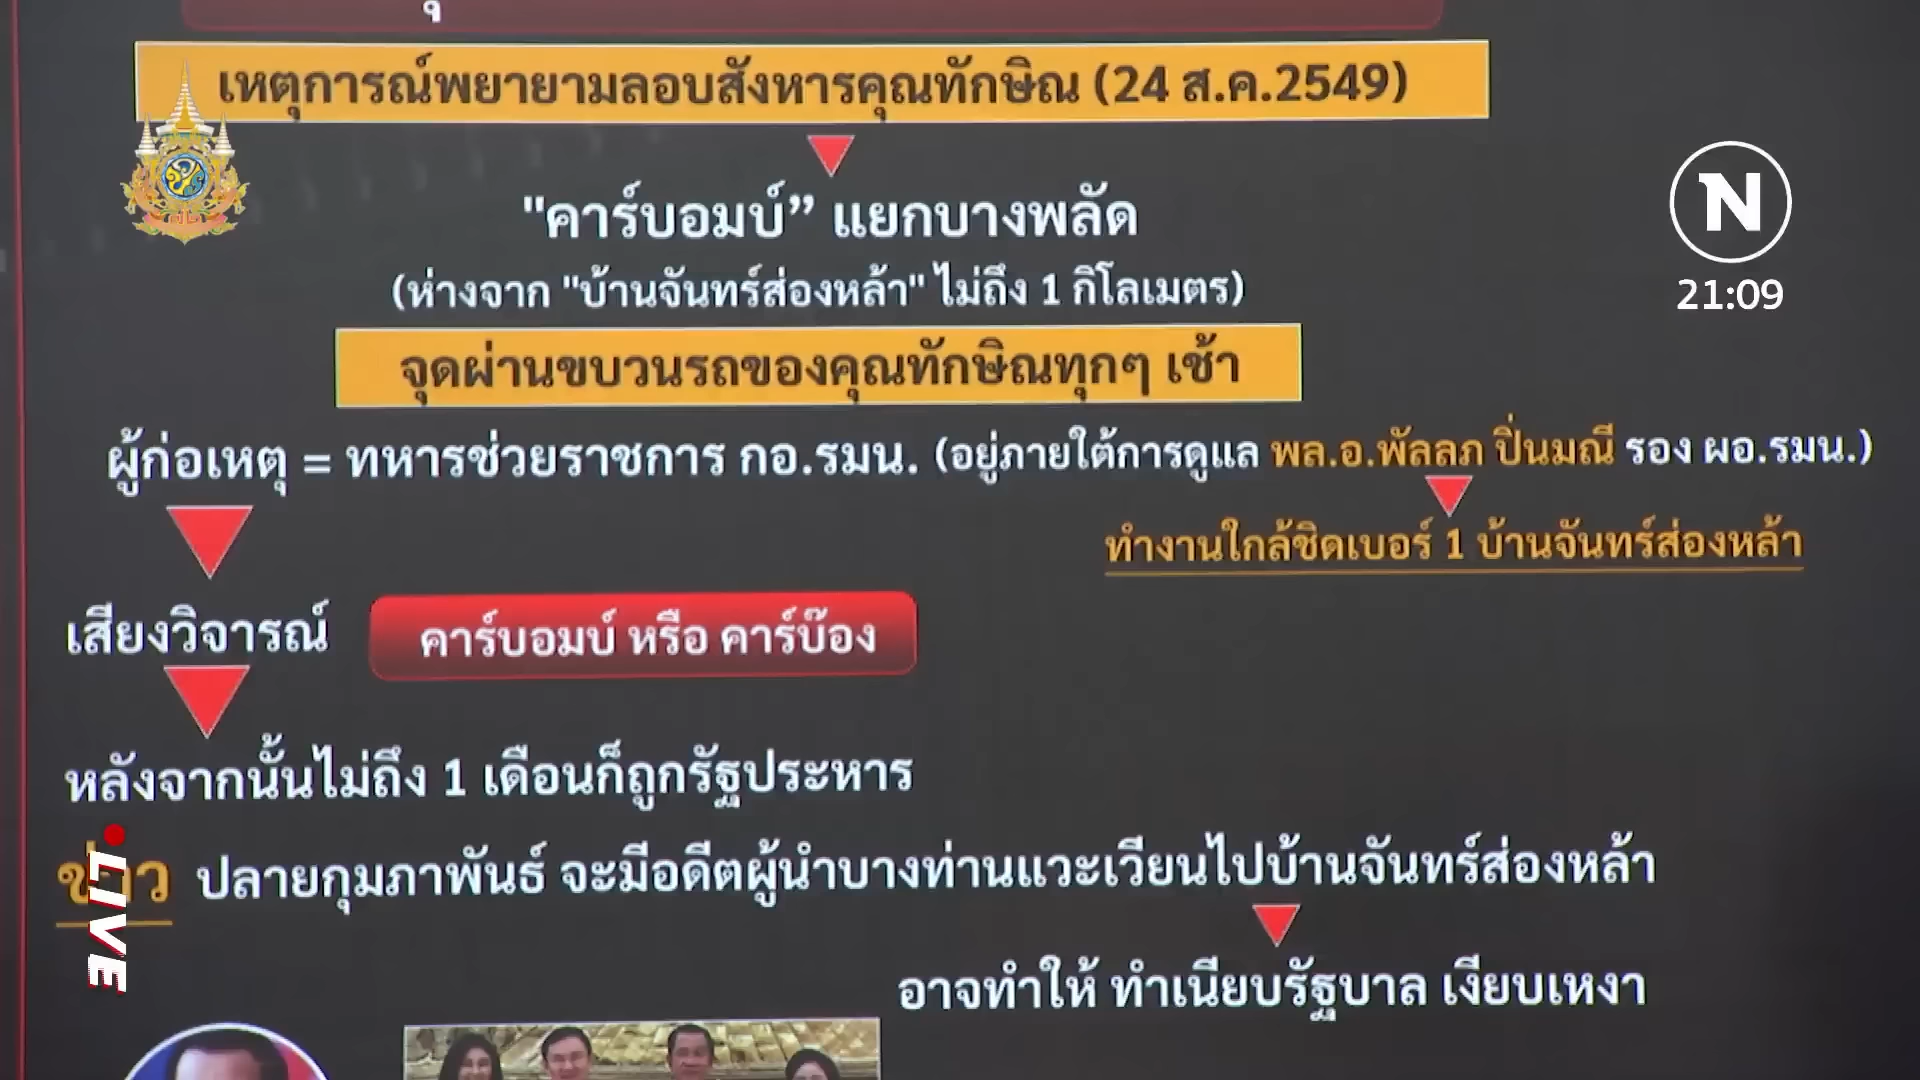 เหตุการณ์พยายามลอบสังหารคุณทักษิณ (24 ส.ค.2549)
"คาร์บอมบ์” แยกบางพลัด
(ห่างจาก "บ้านจันทร์ส่องหล้า" ไม่ถึง 1 กิโลเมตร)
N
21:09
จุดผ่านขบวนรถของคุณทักษิณทุกๆ เช้า
ผู้ก่อเหตุ = ทหารช่วยราชการ กอ.รมน. (อยู่ภายใต้การดูแล พล.อ.พัลลภ ปิ่นมณี รอง ผอ.รมน.)
ทำงานใกล้ชิดเบอร์ 1 บ้านจันทร์ส่องหล้า
เสียงวิจารณ์ คาร์บอมบ์ หรือ คาร์บ๊อง
หลังจากนั้นไม่ถึง 1 เดือนก็ถูกรัฐประหาร
ข่าว ปลายกุมภาพันธ์ จะมีอดีตผู้นำบางท่านแวะเวียนไปบ้านจันทร์ส่องหล้า
LIVE
อาจทำให้ ทำเนียบรัฐบาล เงียบเหงา